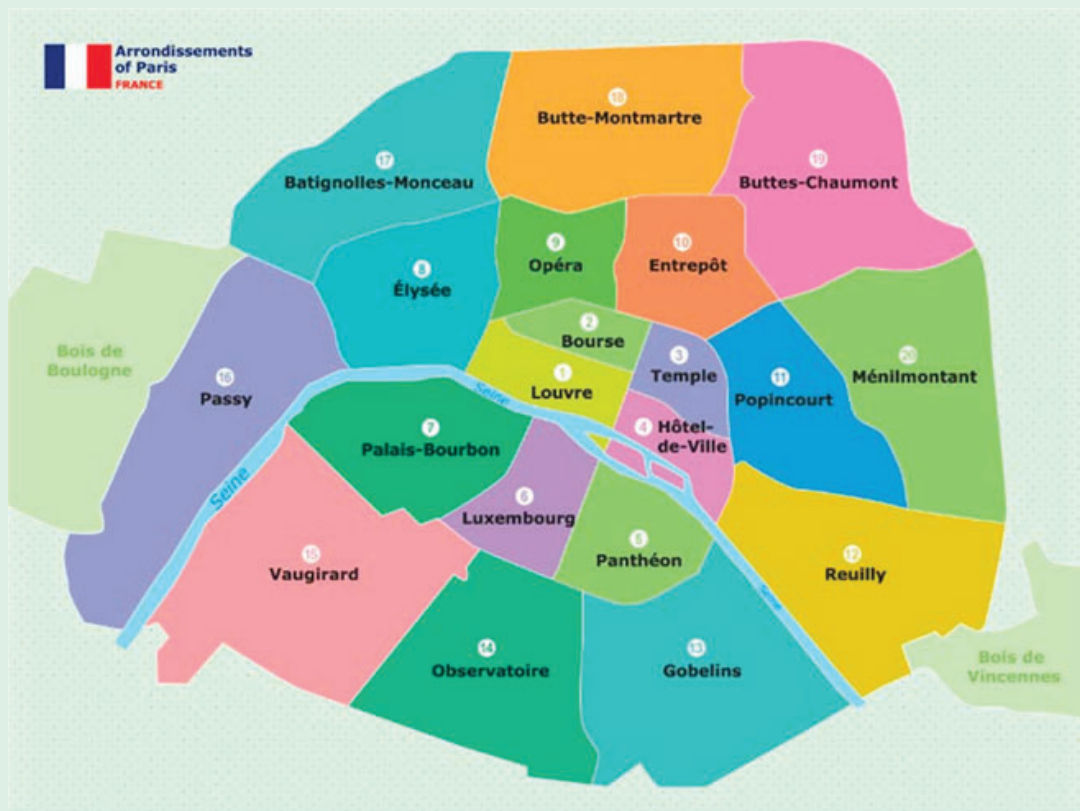 Arrondissements
of Paris
FRANCE
18
Butte-Montmartre
17
Batignolles-Monceau
19
Buttes-Chaumont
9
Opéra
10
Entrepôt
8
Élysée
2
Bourse
3
Temple
1
Louvre
Seine
11
Popincourt
20
Ménilmontant
Bois de
Boulogne
16
Passy
7
Palais-Bourbon
4
Hôtel-
de-Ville
Seine
6
Luxembourg
5
Panthéon
15
Vaugirard
12
Reuilly
Seine
14
Observatoire
13
Gobelins
Bois de
Vincennes